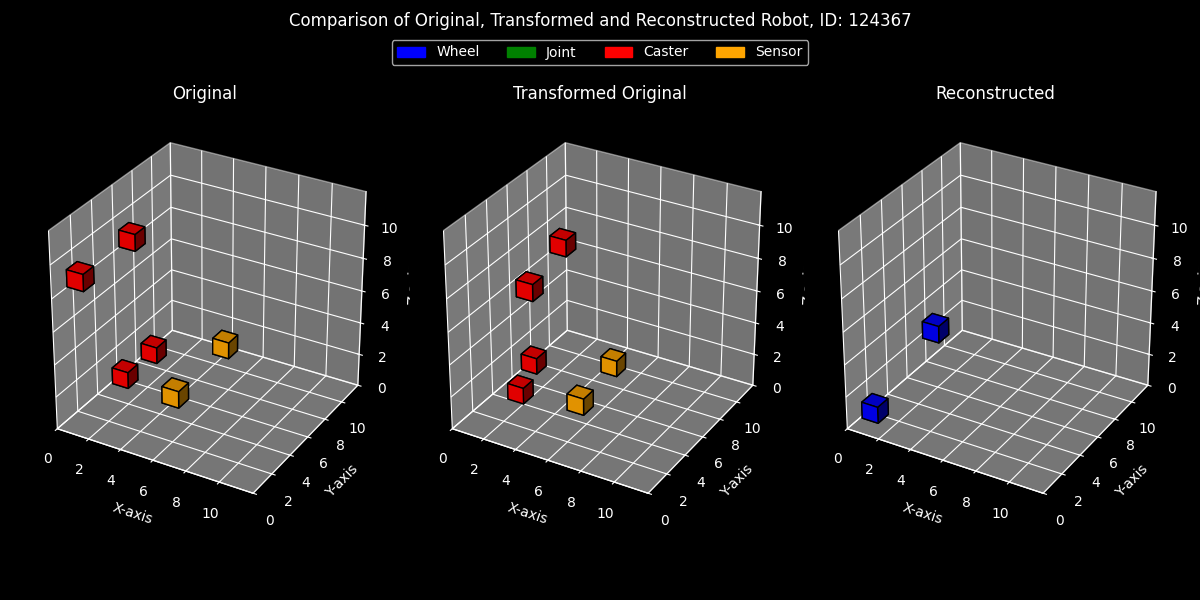 Comparison of Original, Transformed and Reconstructed Robot, ID: 124367
Wheel Joint Caster Sensor
Original Transformed Original Reconstructed
10 10 10
8 8 8
6 6 6
4 4 4
2 2 2
0 0 0
0 2 4 6 8 10 0 2 4 6 8 10 0 2 4 6 8 10
X-axis X-axis X-axis
0 2 4 6 8 10 0 2 4 6 8 10 0 2 4 6 8 10
Y-axis Y-axis Y-axis